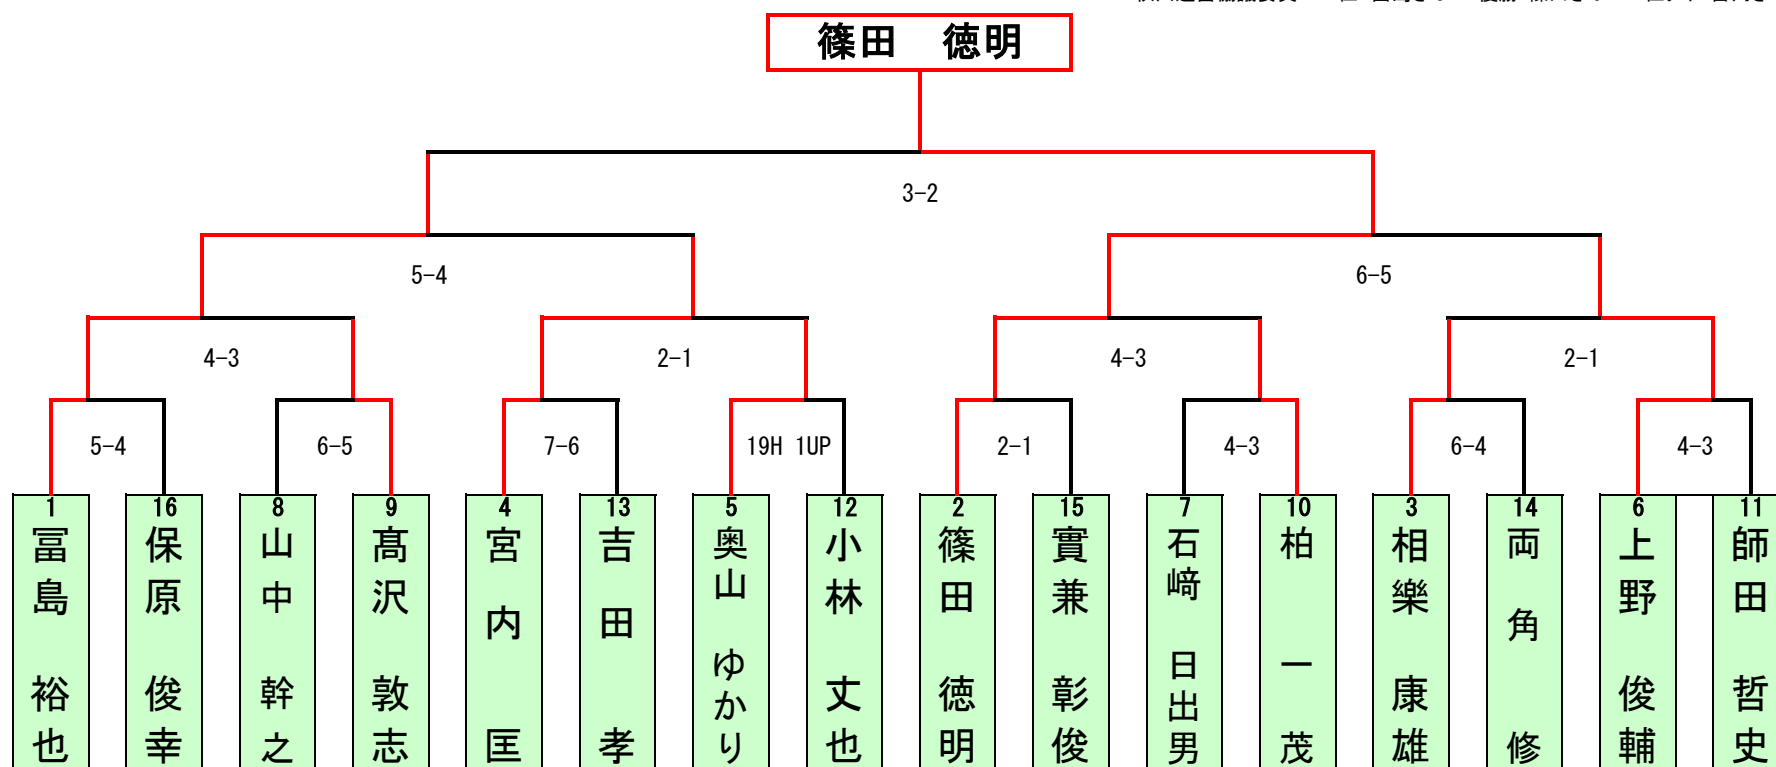 篠田　徳明
3-2
5-4
6-5
4-3
2-1
4-3
2-1
5-4
6-5
7-6
19H 1UP
2-1
4-3
6-4
4-3
1 冨島 裕也
16 保原 俊幸
8 山中 幹之
9 髙沢 敦志
4 宮内 匡
13 吉田 孝
5 奥山 ゆかり
12 小林 丈也
2 篠田 徳明
15 實兼 彰俊
7 石﨑 日出男
10 柏 一茂
3 相樂 康雄
14 両角 修
6 上野 俊輔
11 師田 哲史